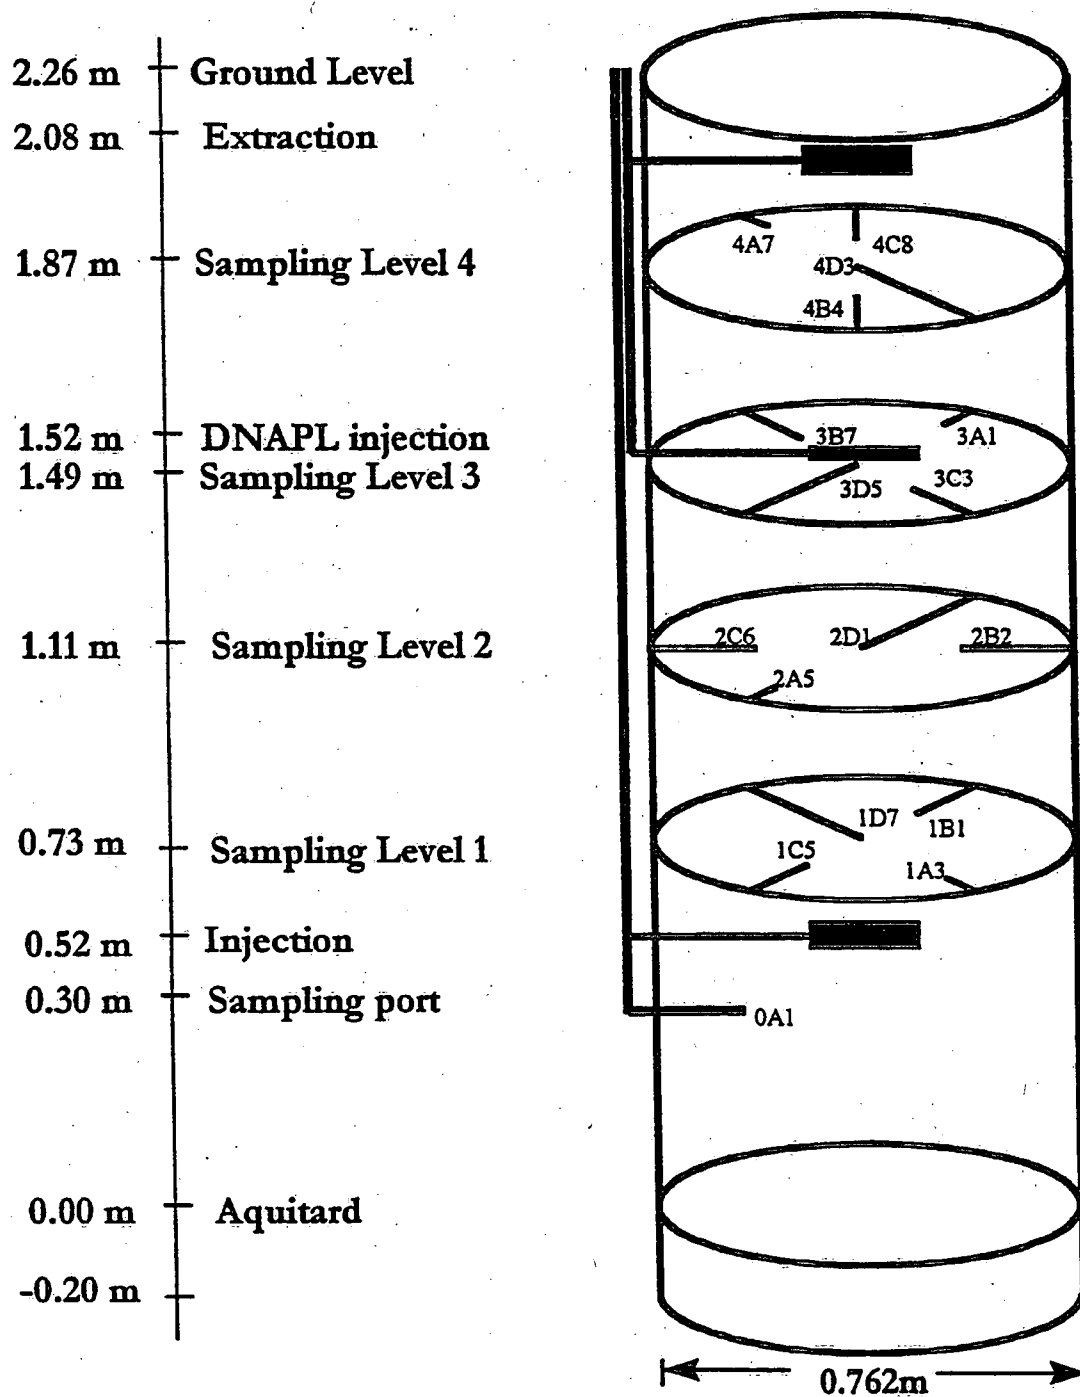 2.26 m Ground Level
2.08 m Extraction
4A7 4C8
1.87 m Sampling Level 4
4D3
4B4
1.52 m DNAPL injection
3B7 3A1
1.49 m Sampling Level 3
3D5 3C3
1.11 m Sampling Level 2
2C6 2D1 2B2
2A5
0.73 m Sampling Level 1
1D7 1B1
1C5 1A3
0.52 m Injection
0.30 m Sampling port
0A1
0.00 m Aquitard
-0.20 m
0.762m